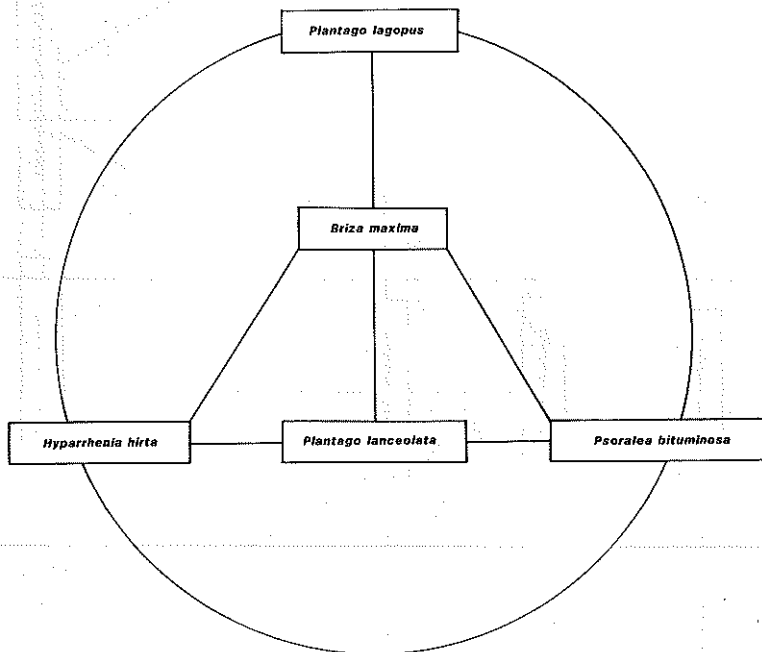 Plantago lagopus
Briza maxima
Hyparrhenia hirta
Plantago lanceolata
Psoralea bituminosa